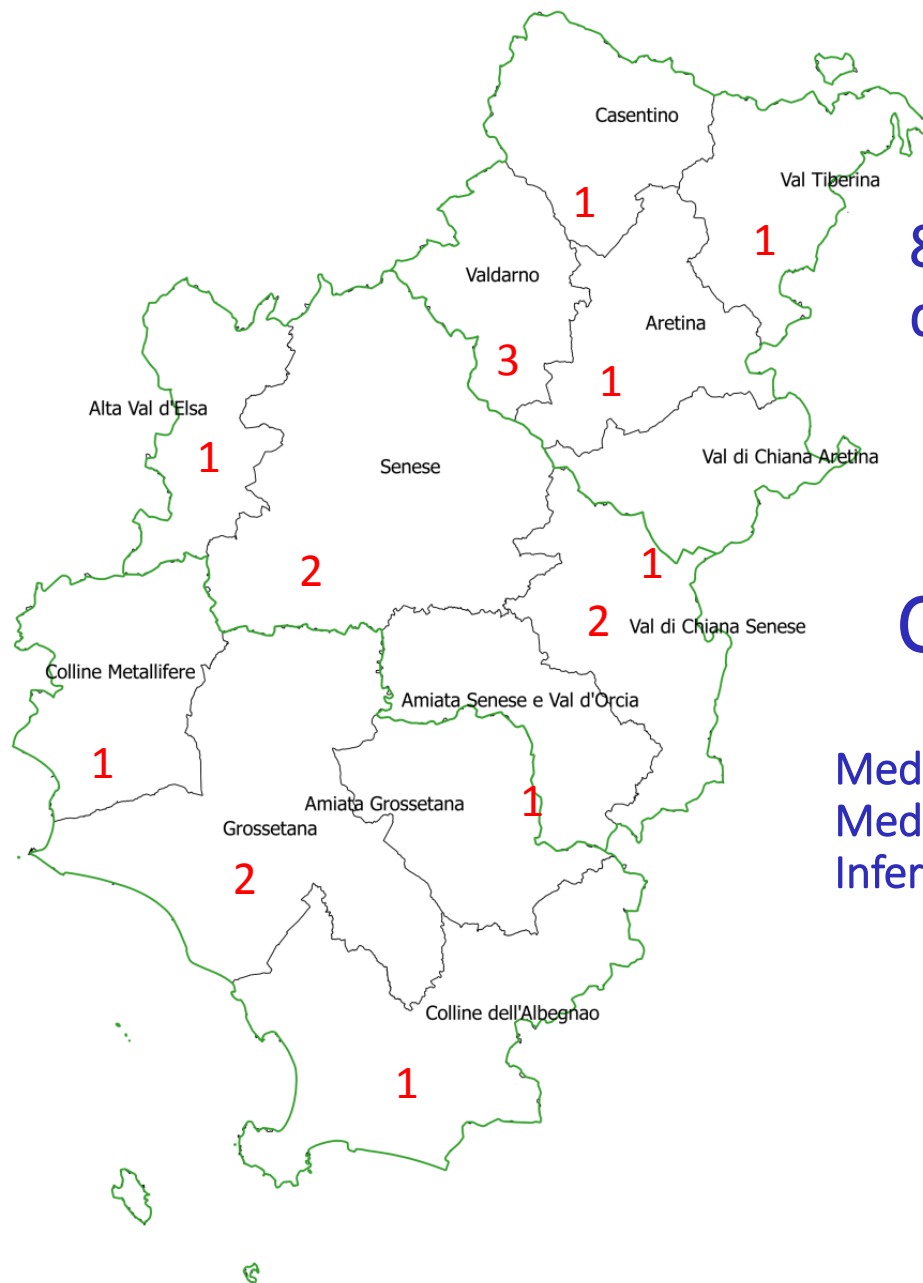 Casentino
Val Tiberina
1
1
8
Valdarno
Aretina
3
1
Alta Val d'Elsa
1
Senese
Val di Chiana Aretina
2
1
2
Val di Chiana Senese
Colline Metallifere
Amiata Senese e Val d'Orcia
1
Amiata Grossetana
1
Grossetana
2
Med
Med
Infer
Colline dell'Albegnao
1